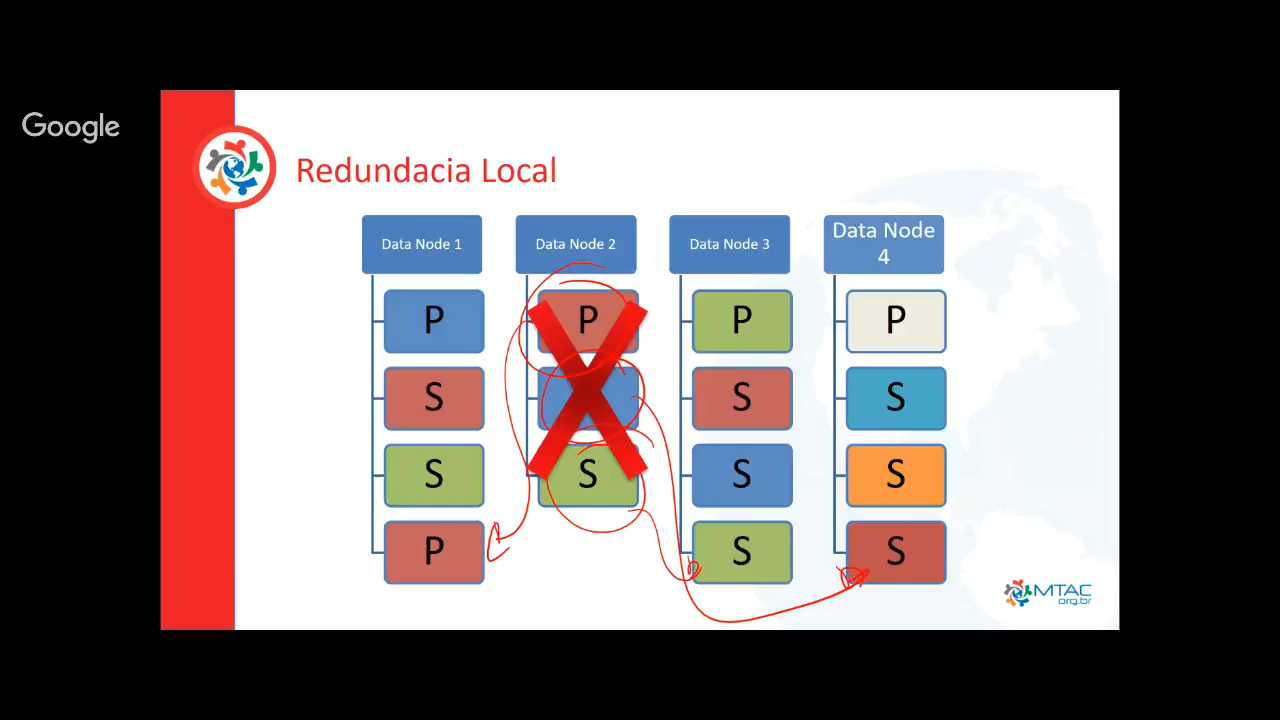 Google
Redundacia Local
Data Node 1
Data Node 2
Data Node 3
Data Node
4
P
P
P
P
S
S
S
S
S
S
S
P
S
S
MTAC
org.br